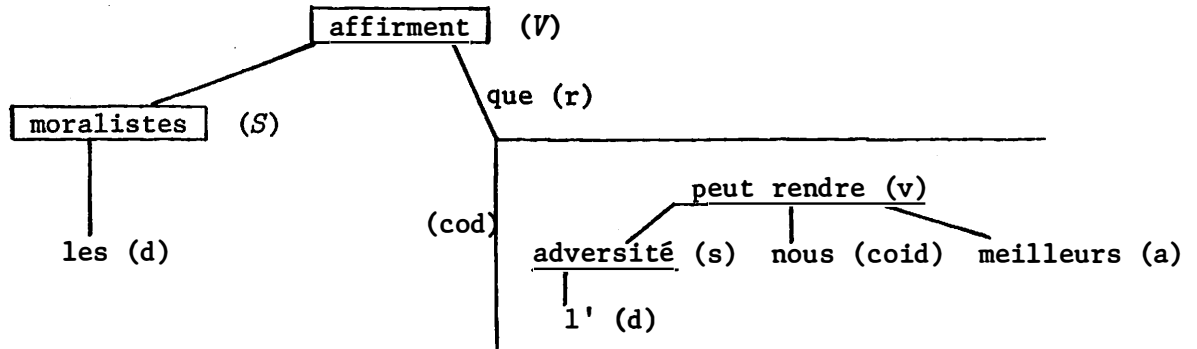 affirment (V)
que (r)
moralistes (S)
peut rendre (v)
(cod)
les (d)
adversité (s) nous (coid) meilleurs (a)
l' (d)